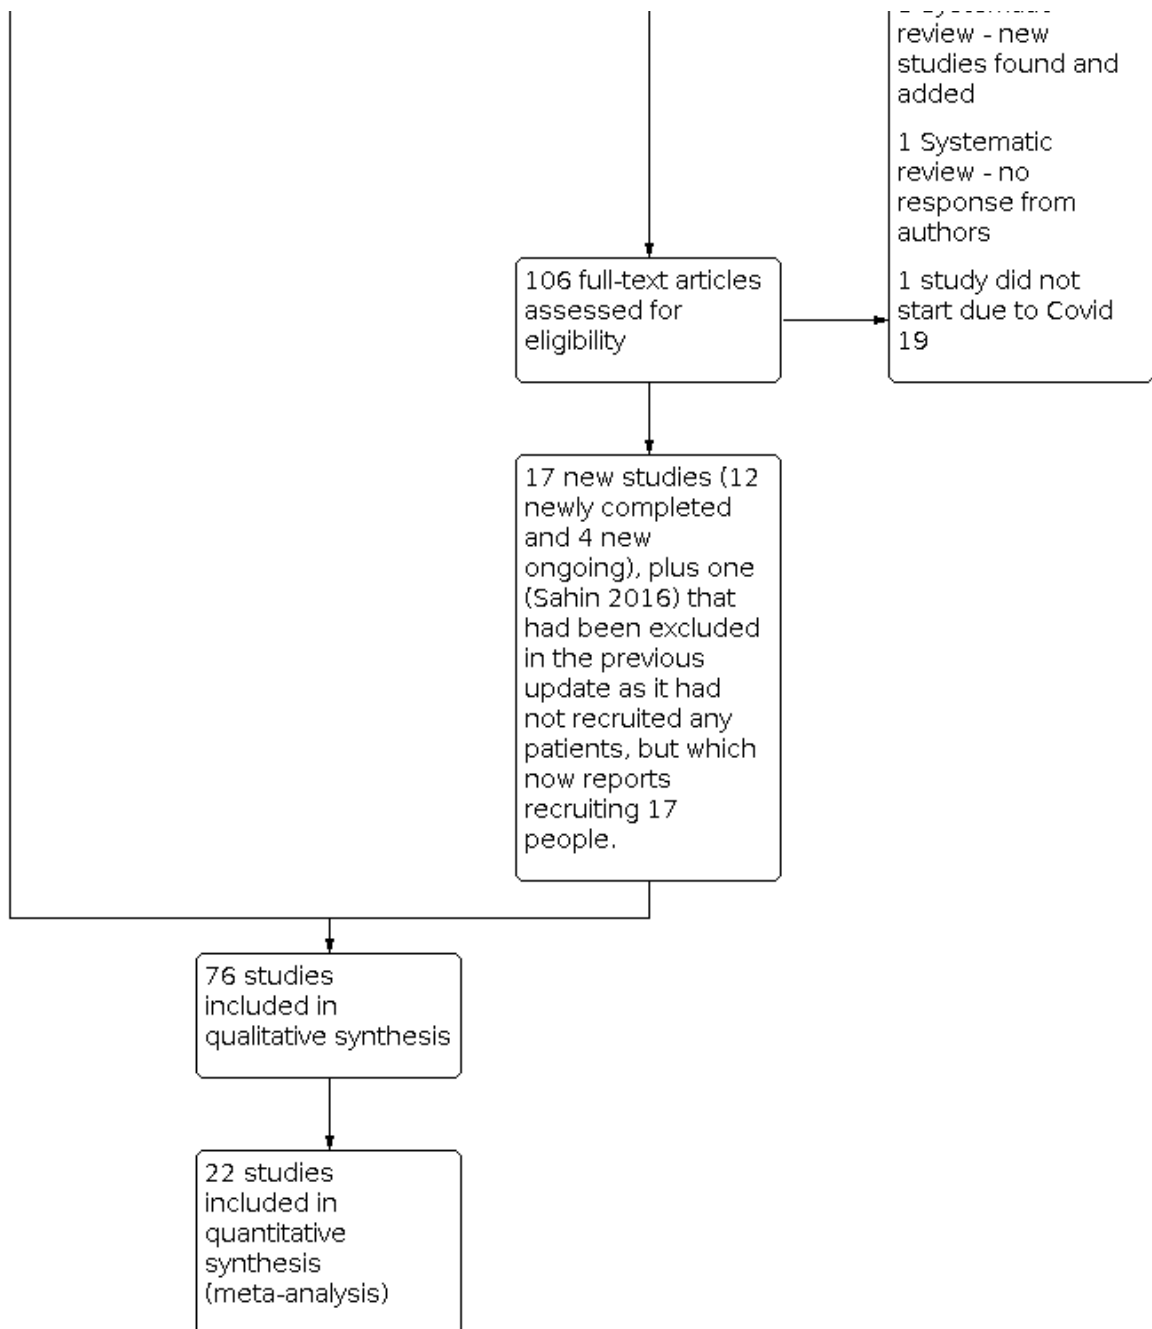 review - new
studies found and
added
1 Systematic
review - no
response from
authors
1 study did not
start due to Covid
19
106 full-text articles
assessed for
eligibility
17 new studies (12
newly completed
and 4 new
ongoing), plus one
(Sahin 2016) that
had been excluded
in the previous
update as it had
not recruited any
patients, but which
now reports
recruiting 17
people.
76 studies
included in
qualitative synthesis
22 studies
included in
quantitative
synthesis
(meta-analysis)